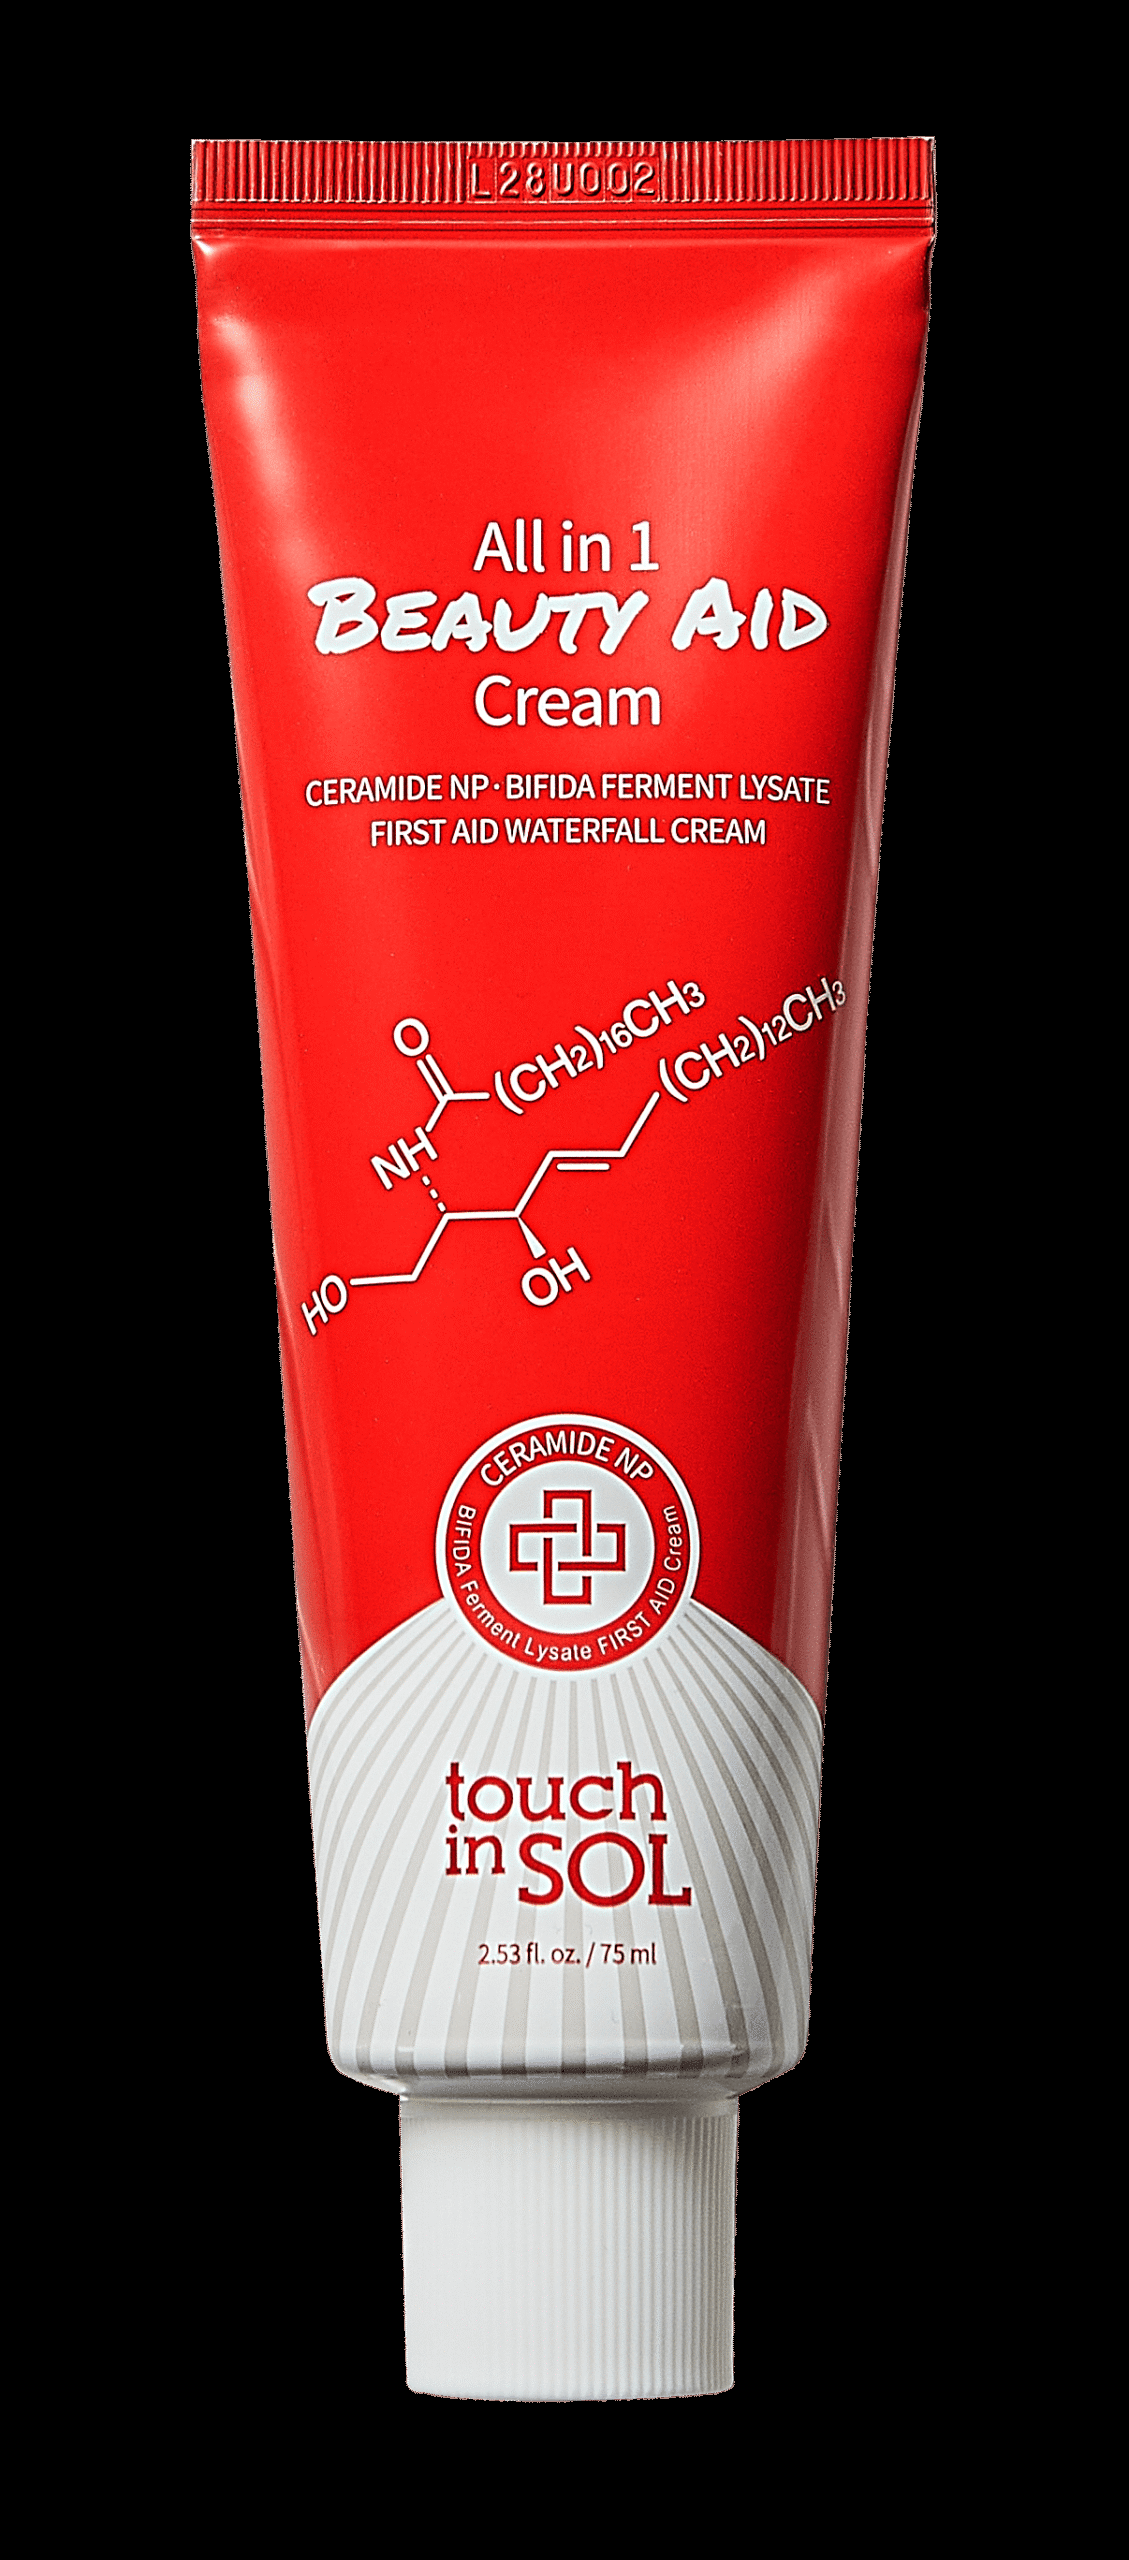 L28U002
All in 1
BEAUTY AID
Cream
CERAMIDE NP·BIFIDA FERMENT LYSATE
FIRST AID WATERFALL CREAM
O
(CH2)16CH3
(CH2)12CH3
NH
OH
HO
CERAMIDE NP
BIFIDA Ferment Lysate FIRST AID Cream
touch
in SOL
2.53 fl. oz. / 75 ml